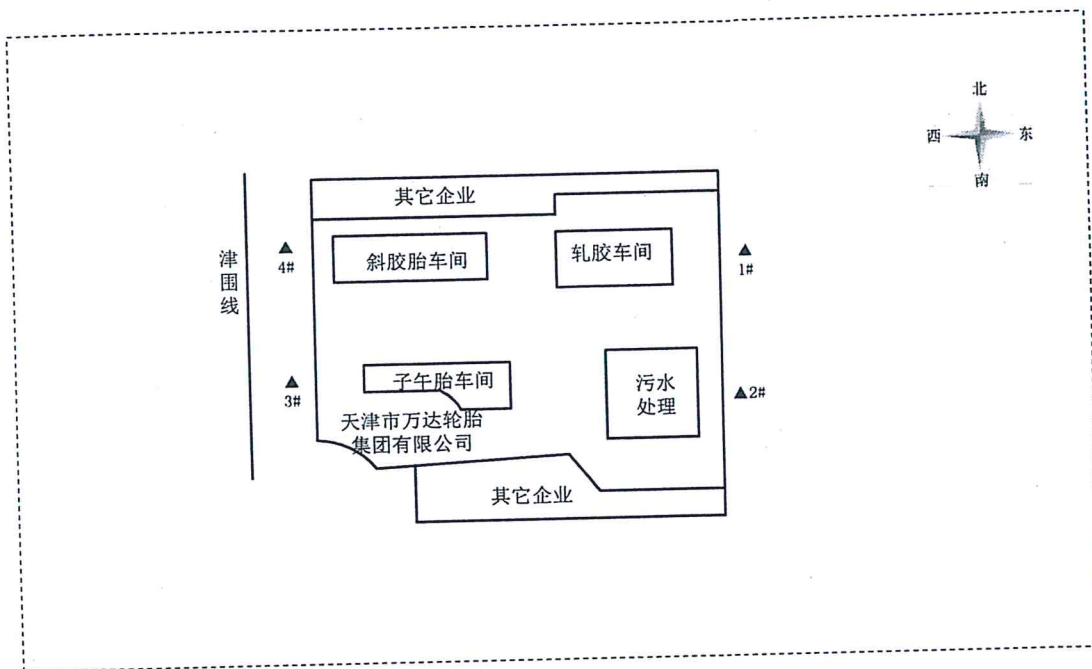 北
西
东
南
其它企业
津围线
4#
斜胶胎车间
轧胶车间
1#
3#
子午胎车间
污水
处理
2#
天津市万达轮胎
集团有限公司
其它企业